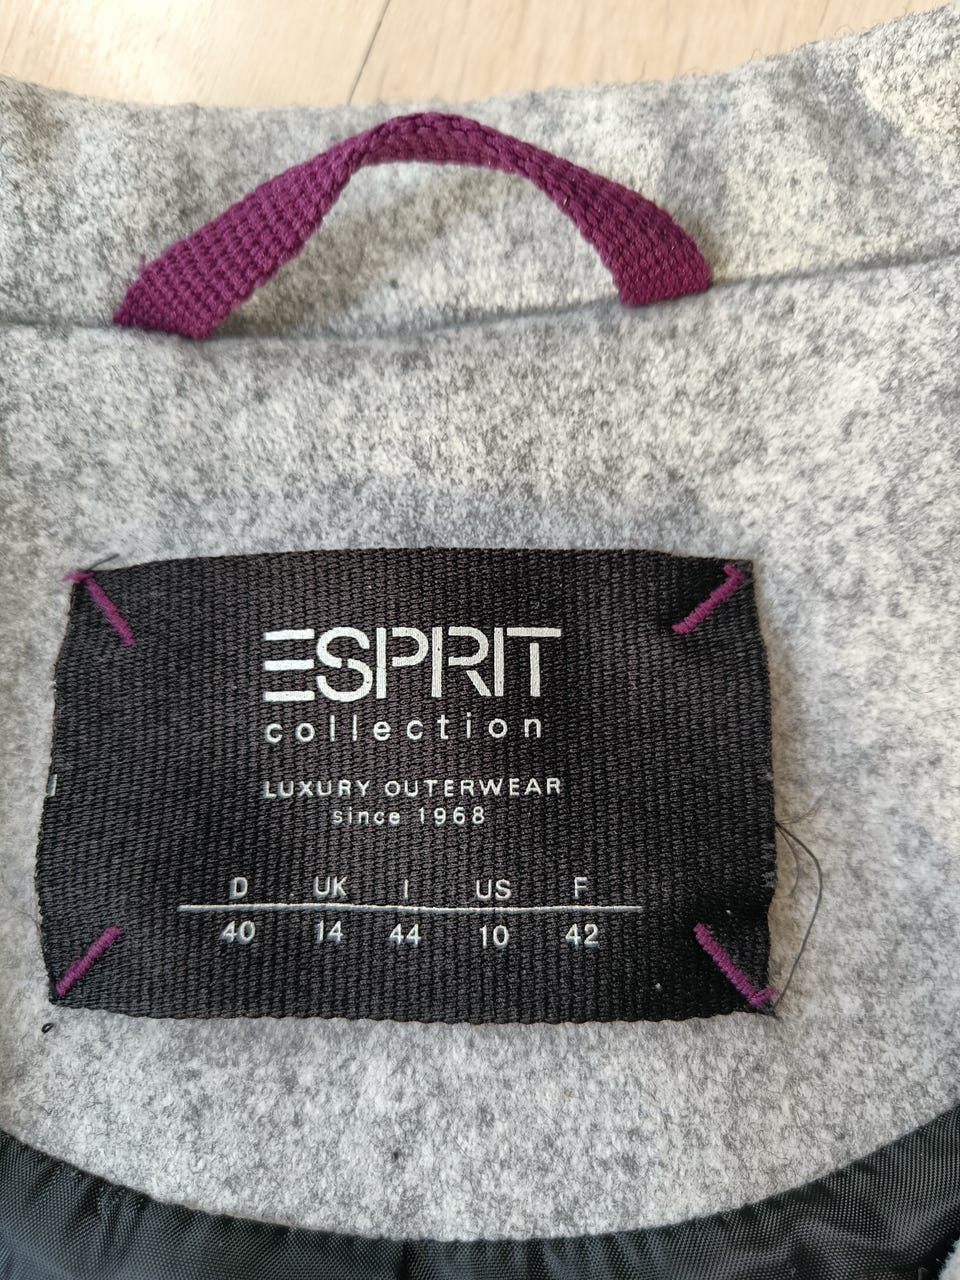 ESPRIT
collection
LUXURY OUTERWEAR
since 1968
D UK I US F
40 14 44 10 42